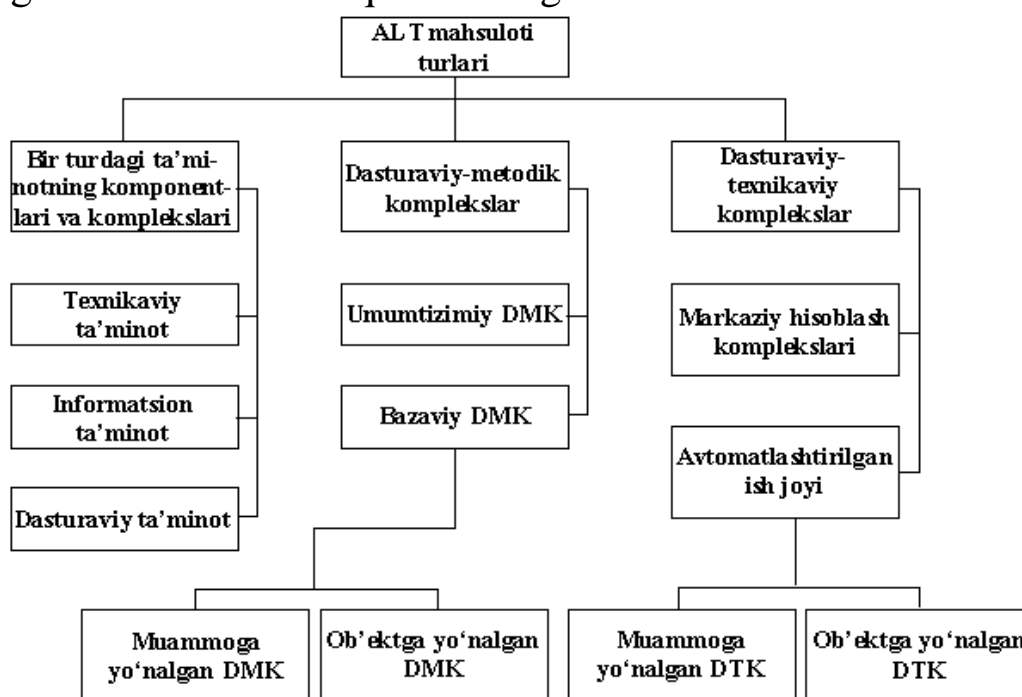 ALT mahsuloti
turlari
Bir turdagi ta’mi-
notning komponent-
lari va komplekslari
Texnikaviy
ta’minot
Informatsion
ta’minot
Dasturaviy ta’minot
Dasturaviy-metodik
komplekslar
Umumtizimiy DMK
Bazaviy DMK
Muammoga
yo‘nalgan DMK
Ob’ektga yo‘nalgan
DMK
Dasturaviy-
texnikaviy
komplekslar
Markaziy hisoblash
komplekslari
Avtomatlashtirilgan
ish joyi
Muammoga
yo‘nalgan DTK
Ob’ektga yo‘nalgan
DTK